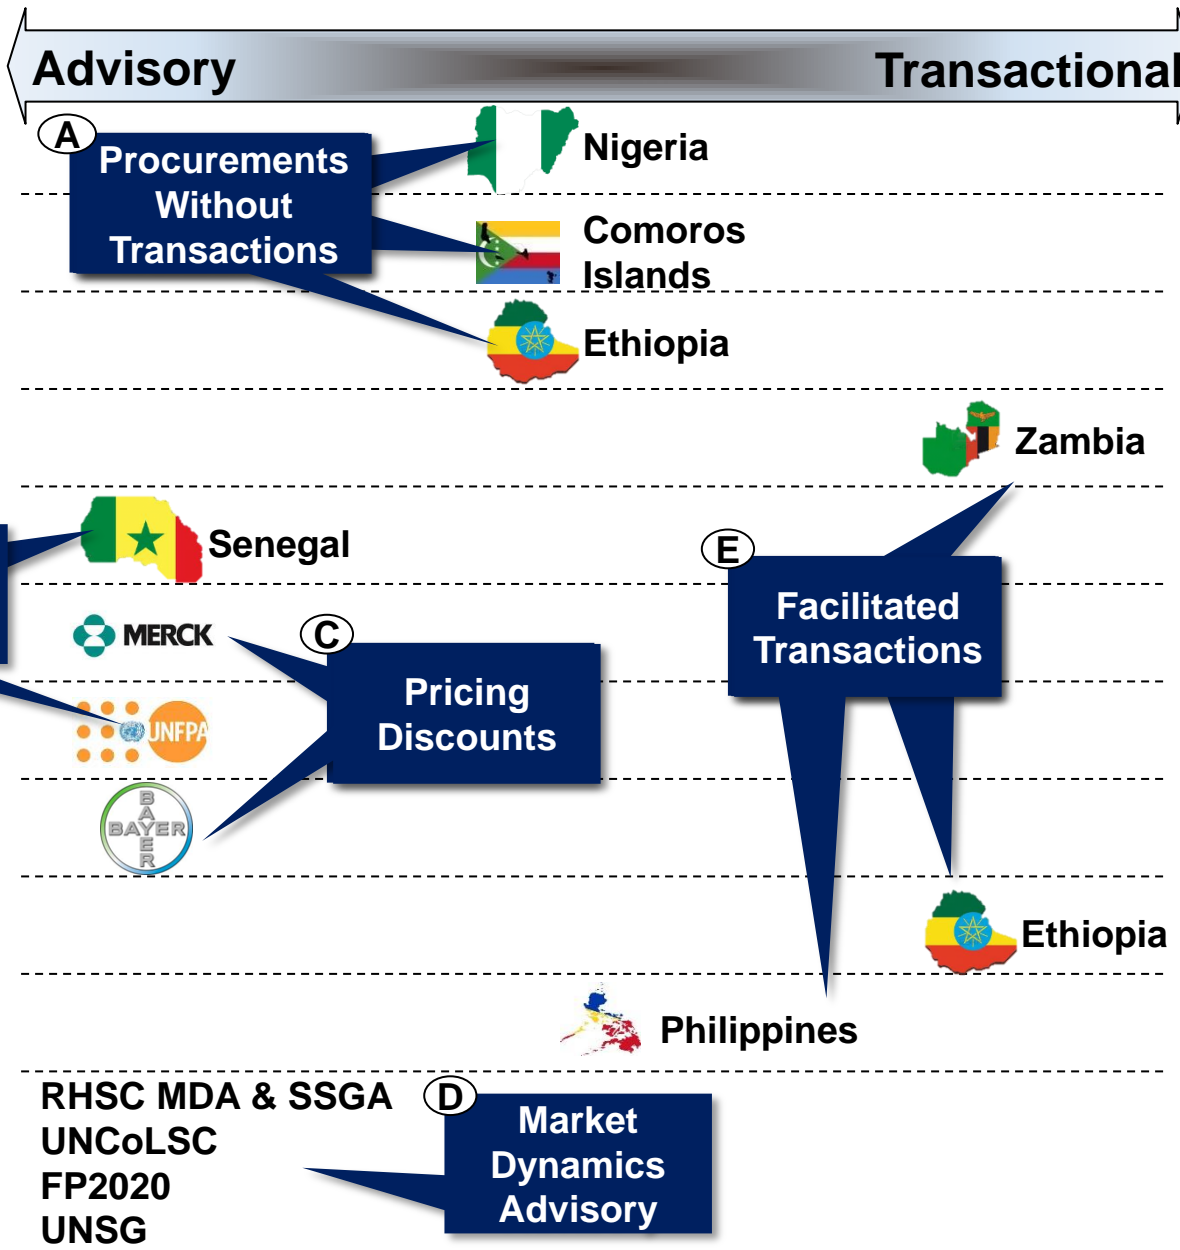 Advisory
Transactional
A
Procurements
Without
Transactions
Nigeria
Comoros
Islands
Ethiopia
Zambia
Senegal
E
Facilitated
Transactions
MERCK
C
Pricing
Discounts
UNFPA
BAYER
BAYER
Ethiopia
Philippines
RHSC MDA & SSGA
UNCoLSC
FP2020
UNSG
D
Market
Dynamics
Advisory